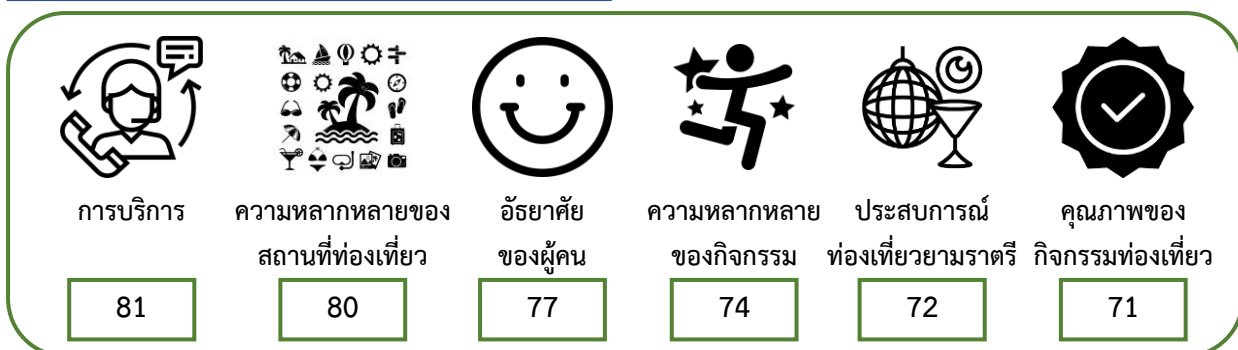 การบริการ
ความหลากหลายของ
สถานที่ท่องเที่ยว
อัธยาศัย
ของผู้คน
ความหลากหลาย
ของกิจกรรม
ประสบการณ์
ท่องเที่ยวยามราตรี
คุณภาพของ
กิจกรรมท่องเที่ยว
81
80
77
74
72
71